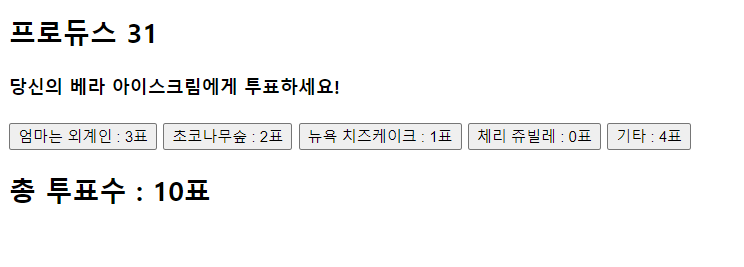 프로듀스 31
당신의 베라 아이스크림에게 투표하세요!
엄마는 외계인 : 3표 초코나무숲 : 2표 뉴욕 치즈케이크 : 1표 체리 쥬빌레 : 0표 기타 : 4표
총 투표수 : 10표